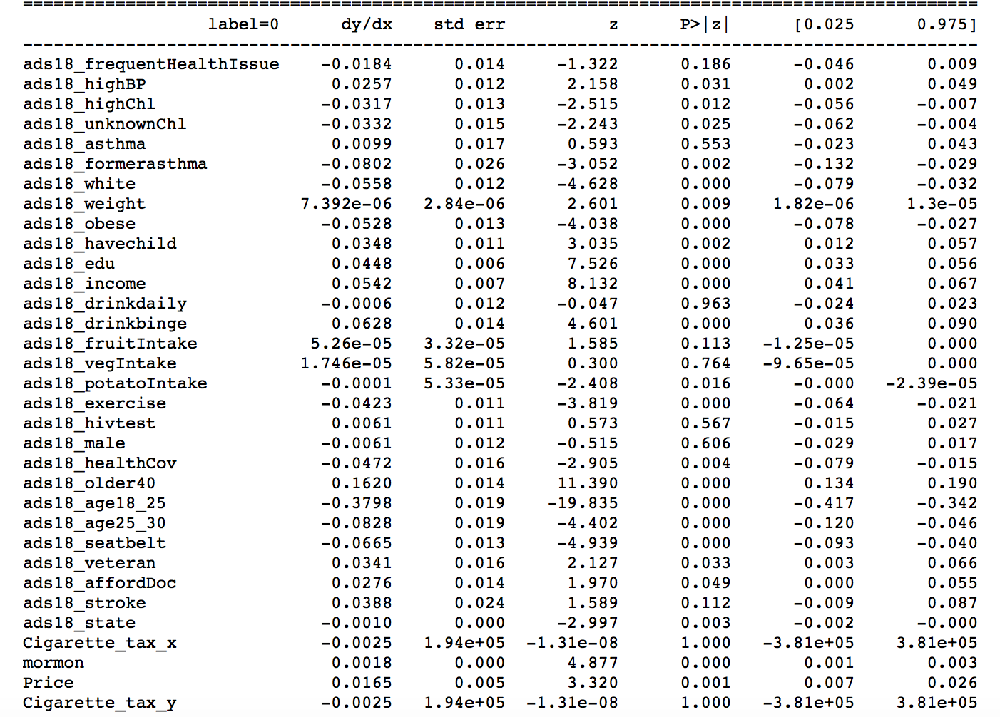 ==============================================================================================
label=0 dy/dx std err z P>|z| [0.025 0.975]
----------------------------------------------------------------------------------------------
ads18_frequentHealthIssue -0.0184 0.014 -1.322 0.186 -0.046 0.009
ads18_highBP 0.0257 0.012 2.158 0.031 0.002 0.049
ads18_highChl -0.0317 0.013 -2.515 0.012 -0.056 -0.007
ads18_unknownChl -0.0332 0.015 -2.243 0.025 -0.062 -0.004
ads18_asthma 0.0099 0.017 0.593 0.553 -0.023 0.043
ads18_formerasthma -0.0802 0.026 -3.052 0.002 -0.132 -0.029
ads18_white -0.0558 0.012 -4.628 0.000 -0.079 -0.032
ads18_weight 7.392e-06 2.84e-06 2.601 0.009 1.82e-06 1.3e-05
ads18_obese -0.0528 0.013 -4.038 0.000 -0.078 -0.027
ads18_havechild 0.0348 0.011 3.035 0.002 0.012 0.057
ads18_edu 0.0448 0.006 7.526 0.000 0.033 0.056
ads18_income 0.0542 0.007 8.132 0.000 0.041 0.067
ads18_drinkdaily -0.0006 0.012 -0.047 0.963 -0.024 0.023
ads18_drinkbinge 0.0628 0.014 4.601 0.000 0.036 0.090
ads18_fruitIntake 5.26e-05 3.32e-05 1.585 0.113 -1.25e-05 0.000
ads18_vegIntake 1.746e-05 5.82e-05 0.300 0.764 -9.65e-05 0.000
ads18_potatoIntake -0.0001 5.33e-05 -2.408 0.016 -0.000 -2.39e-05
ads18_exercise -0.0423 0.011 -3.819 0.000 -0.064 -0.021
ads18_hivtest 0.0061 0.011 0.573 0.567 -0.015 0.027
ads18_male -0.0061 0.012 -0.515 0.606 -0.029 0.017
ads18_healthCov -0.0472 0.016 -2.905 0.004 -0.079 -0.015
ads18_older40 0.1620 0.014 11.390 0.000 0.134 0.190
ads18_age18_25 -0.3798 0.019 -19.835 0.000 -0.417 -0.342
ads18_age25_30 -0.0828 0.019 -4.402 0.000 -0.120 -0.046
ads18_seatbelt -0.0665 0.013 -4.939 0.000 -0.093 -0.040
ads18_veteran 0.0341 0.016 2.127 0.033 0.003 0.066
ads18_affordDoc 0.0276 0.014 1.970 0.049 0.000 0.055
ads18_stroke 0.0388 0.024 1.589 0.112 -0.009 0.087
ads18_state -0.0010 0.000 -2.997 0.003 -0.002 -0.000
Cigarette_tax_x -0.0025 1.94e+05 -1.31e-08 1.000 -3.81e+05 3.81e+05
mormon 0.0018 0.000 4.877 0.000 0.001 0.003
Price 0.0165 0.005 3.320 0.001 0.007 0.026
Cigarette_tax_y -0.0025 1.94e+05 -1.31e-08 1.000 -3.81e+05 3.81e+05